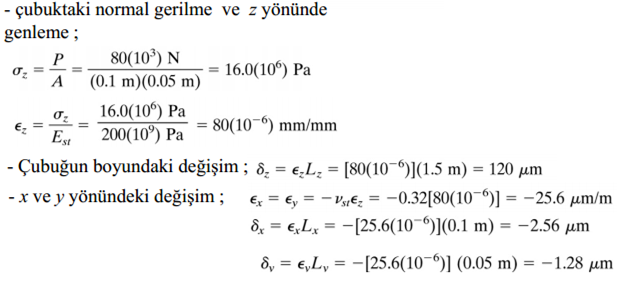 - çubuktaki normal gerilme ve z yönünde
genleme ;
σz = P/A = 80(10³) N / (0.1 m)(0.05 m) = 16.0(10⁶) Pa
ϵz = σz/Est = 16.0(10⁶) Pa / 200(10⁹) Pa = 80(10⁻⁶) mm/mm
- Çubuğun boyundaki değişim ; δz = ϵzLz = [80(10⁻⁶)](1.5 m) = 120 μm
- x ve y yönündeki değişim ; ϵx = ϵy = −νstϵz = −0.32[80(10⁻⁶)] = −25.6 μm/m
δx = ϵxLx = −[25.6(10⁻⁶)](0.1 m) = −2.56 μm
δy = ϵyLy = −[25.6(10⁻⁶)] (0.05 m) = −1.28 μm